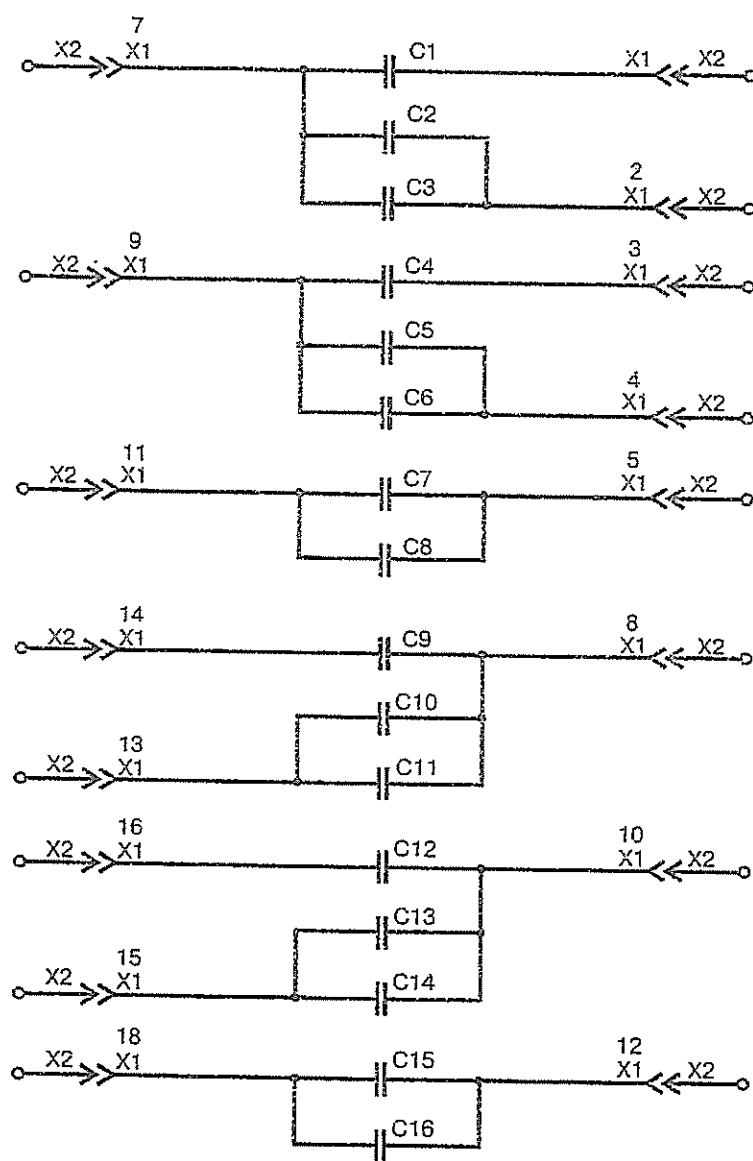 7
X2 X1 C1 X1 X2
C2
C3 2
X1 X2
9 3
X2 X1 C4 X1 X2
C5
C6 4
X1 X2
11 5
X2 X1 C7 X1 X2
C8
14 8
X2 X1 C9 X1 X2
C10
13
X2 X1 C11
16 10
X2 X1 C12 X1 X2
C13
15
X2 X1 C14
18 12
X2 X1 C15 X1 X2
C16